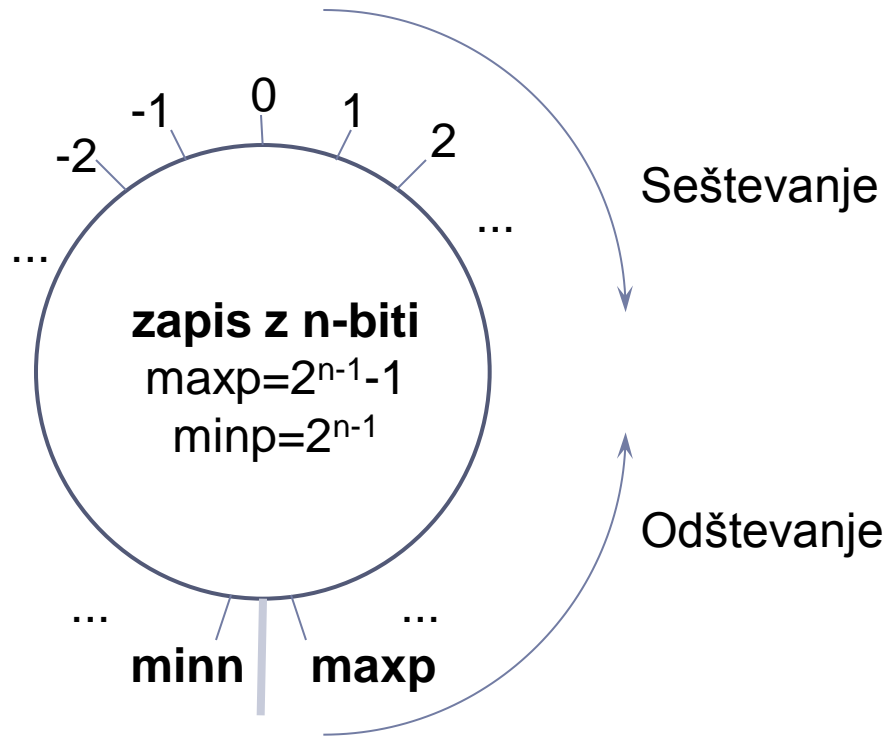 0
-1
1
-2
2
...
...
Seštevanje
zapis z n-biti
maxp=2ⁿ⁻¹-1
minp=2ⁿ⁻¹
Odštevanje
...
...
minn
maxp